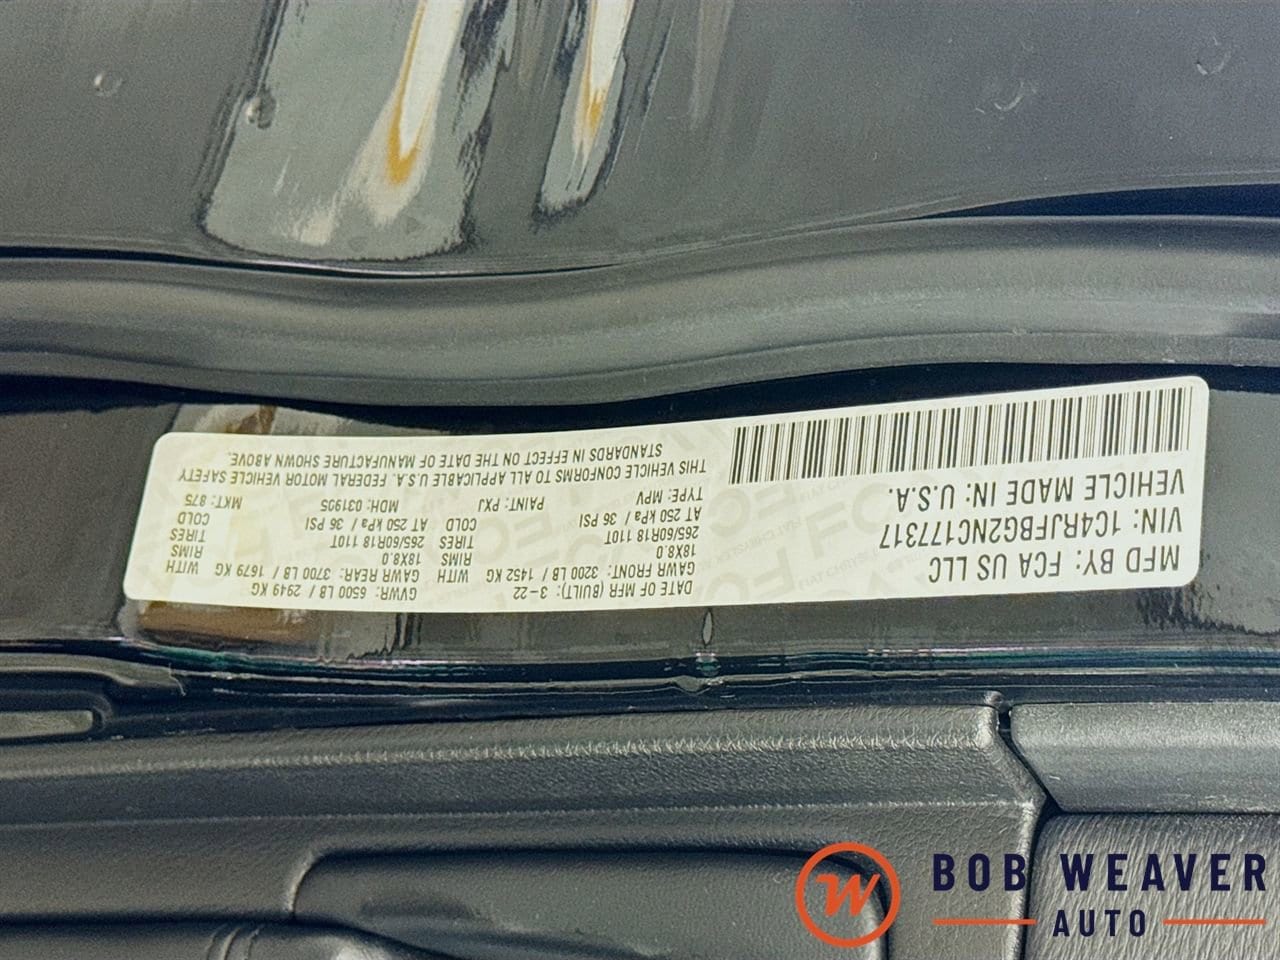 MFD BY: FCA US LLC
VIN: 1C4RJFBG2NC177317
VEHICLE MADE IN: U.S.A.
DATE OF MFR (BUILT): 3-22
GVWR: 6500 LB / 2949 KG
GAWR FRONT: 3200 LB / 1452 KG WITH
GAWR REAR: 3700 LB / 1679 KG WITH
18X8.0 RIMS
18X8.0 RIMS
265/60R18 110T TIRES
265/60R18 110T TIRES
AT 250 kPa / 36 PSI COLD
AT 250 kPa / 36 PSI COLD
TYPE: MPV PAINT: PXJ MDH: 031905 MKT: 875
THIS VEHICLE CONFORMS TO ALL APPLICABLE U.S.A. FEDERAL MOTOR VEHICLE SAFETY
STANDARDS IN EFFECT ON THE DATE OF MANUFACTURE SHOWN ABOVE.
BOB WEAVER
AUTO